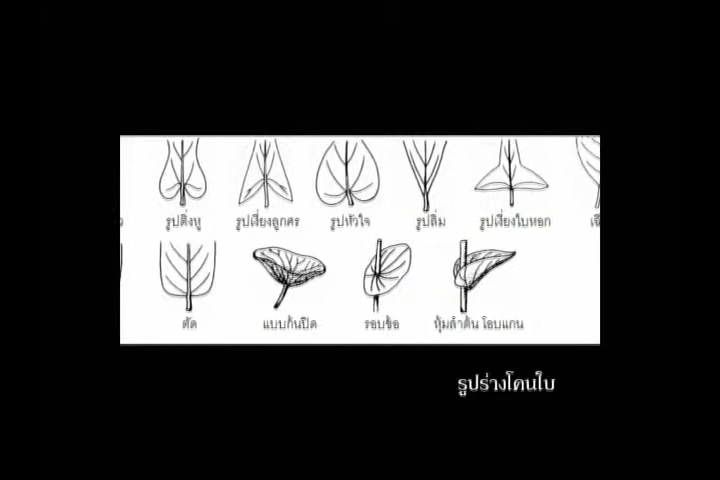 รูปติ่งหู รูปเงี่ยงลูกศร รูปหัวใจ รูปลิ่ม รูปเงี่ยงใบหอก
ตัด แบบก้นปิด รอบข้อ หุ้มลำต้น โอบแกน
รูปร่างโคนใบ